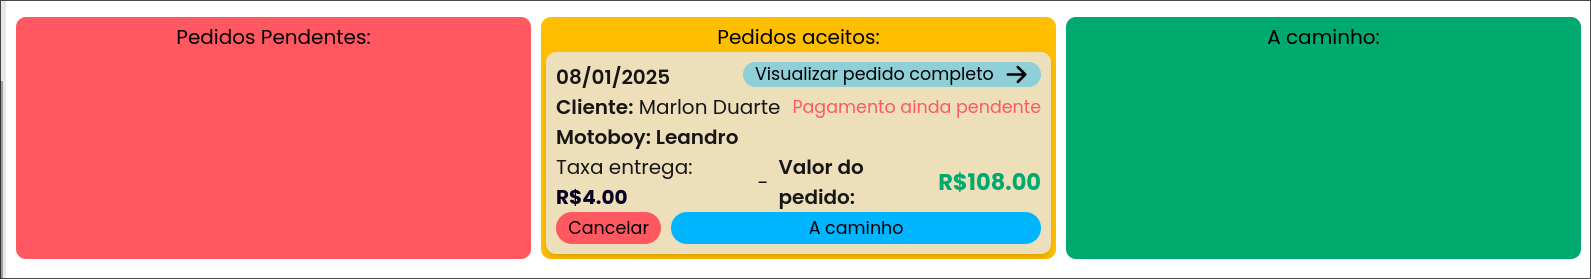 Pedidos Pendentes:
Pedidos aceitos:
08/01/2025 Visualizar pedido completo →
Cliente: Marlon Duarte Pagamento ainda pendente
Motoboy: Leandro
Taxa entrega:
R$4.00
-
Valor do
pedido:
R$108.00
Cancelar
A caminho
A caminho: